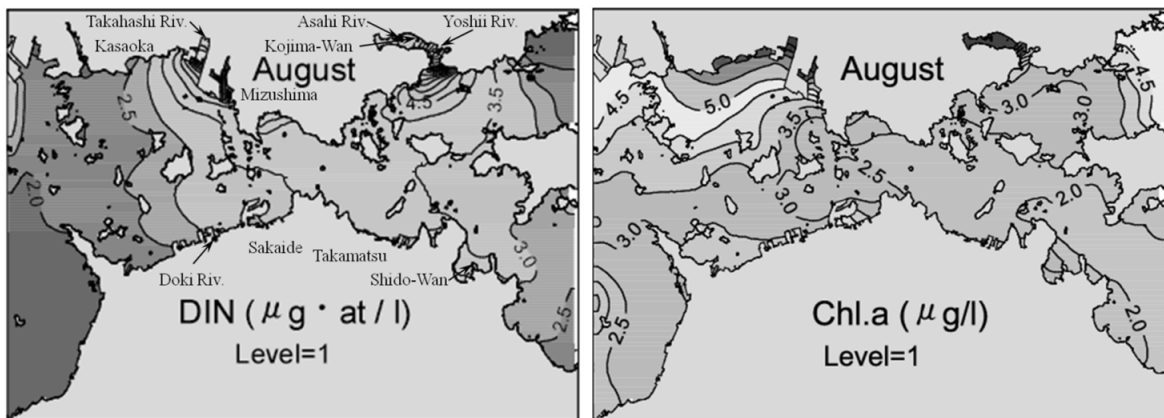 Takahashi Riv.
Asahi Riv.
Yoshii Riv.
Kasaoka
Kojima-Wan
August
Mizushima
2.5
4.5
3.5
2.0
3.0
Sakaide
Takamatsu
Doki Riv.
Shido-Wan
DIN ( μg・at / l )
2.5
Level=1
August
4.5
5.0
3.0
3.0
4.5
3.5
2.5
3.0
2.0
3.0
2.5
2.0
Chl.a ( μg/l )
Level=1